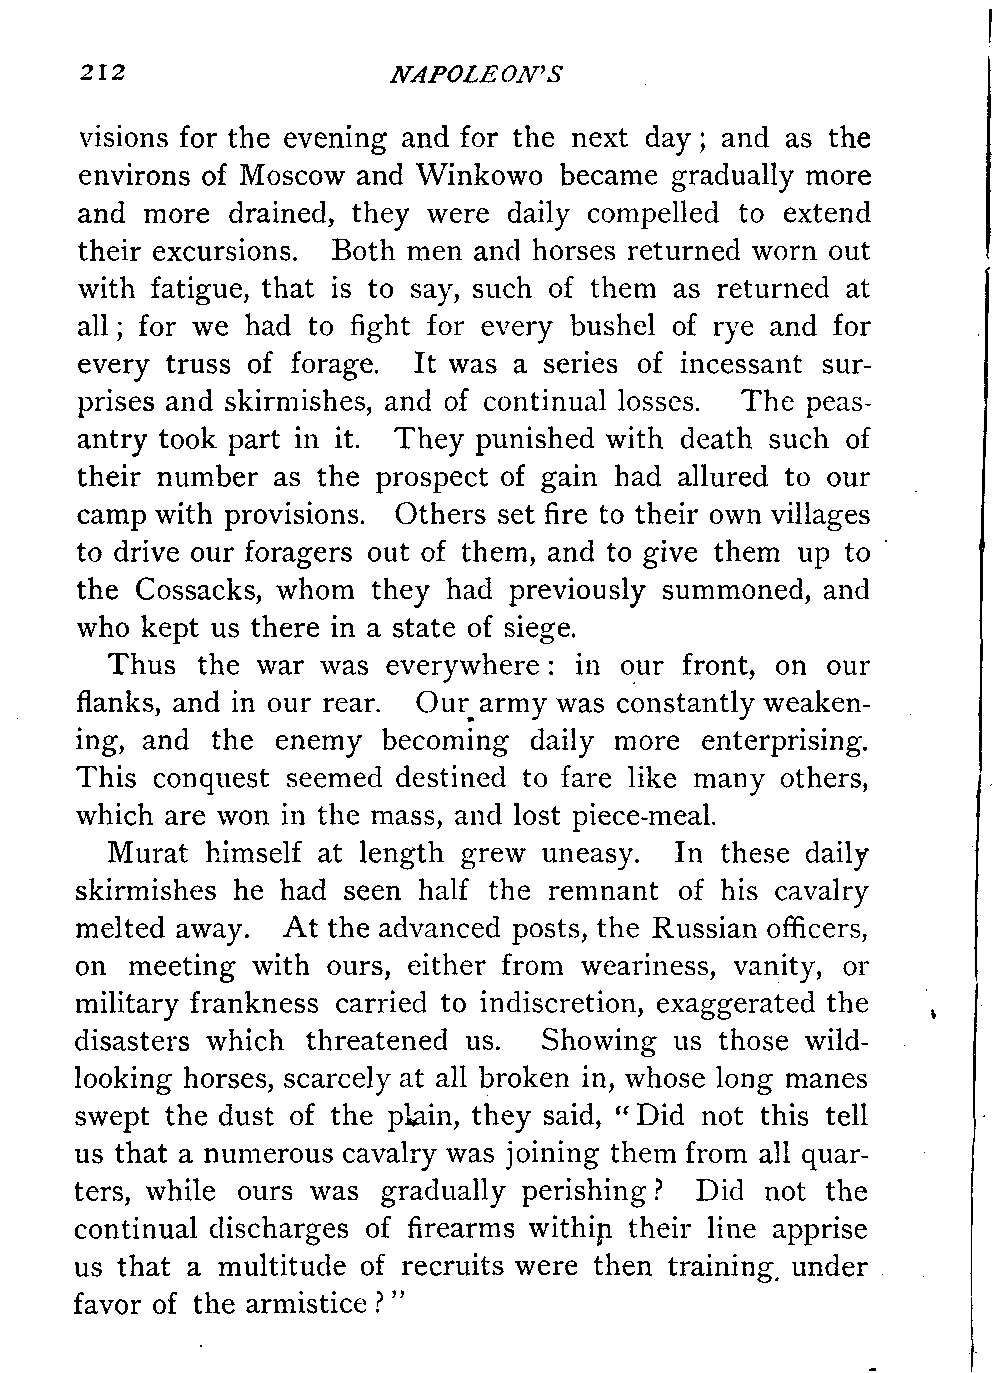 212 NAPOLEON'S
visions for the evening and for the next day; and as the
environs of Moscow and Winkowo became gradually more
and more drained, they were daily compelled to extend
their excursions. Both men and horses returned worn out
with fatigue, that is to say, such of them as returned at
all; for we had to fight for every bushel of rye and for
every truss of forage. It was a series of incessant sur-
prises and skirmishes, and of continual losses. The peas-
antry took part in it. They punished with death such of
their number as the prospect of gain had allured to our
camp with provisions. Others set fire to their own villages
to drive our foragers out of them, and to give them up to
the Cossacks, whom they had previously summoned, and
who kept us there in a state of siege.
Thus the war was everywhere: in our front, on our
flanks, and in our rear. Our army was constantly weaken-
ing, and the enemy becoming daily more enterprising.
This conquest seemed destined to fare like many others,
which are won in the mass, and lost piece-meal.
Murat himself at length grew uneasy. In these daily
skirmishes he had seen half the remnant of his cavalry
melted away. At the advanced posts, the Russian officers,
on meeting with ours, either from weariness, vanity, or
military frankness carried to indiscretion, exaggerated the
disasters which threatened us. Showing us those wild-
looking horses, scarcely at all broken in, whose long manes
swept the dust of the plain, they said, "Did not this tell
us that a numerous cavalry was joining them from all quar-
ters, while ours was gradually perishing? Did not the
continual discharges of firearms within their line apprise
us that a multitude of recruits were then training under
favor of the armistice?"